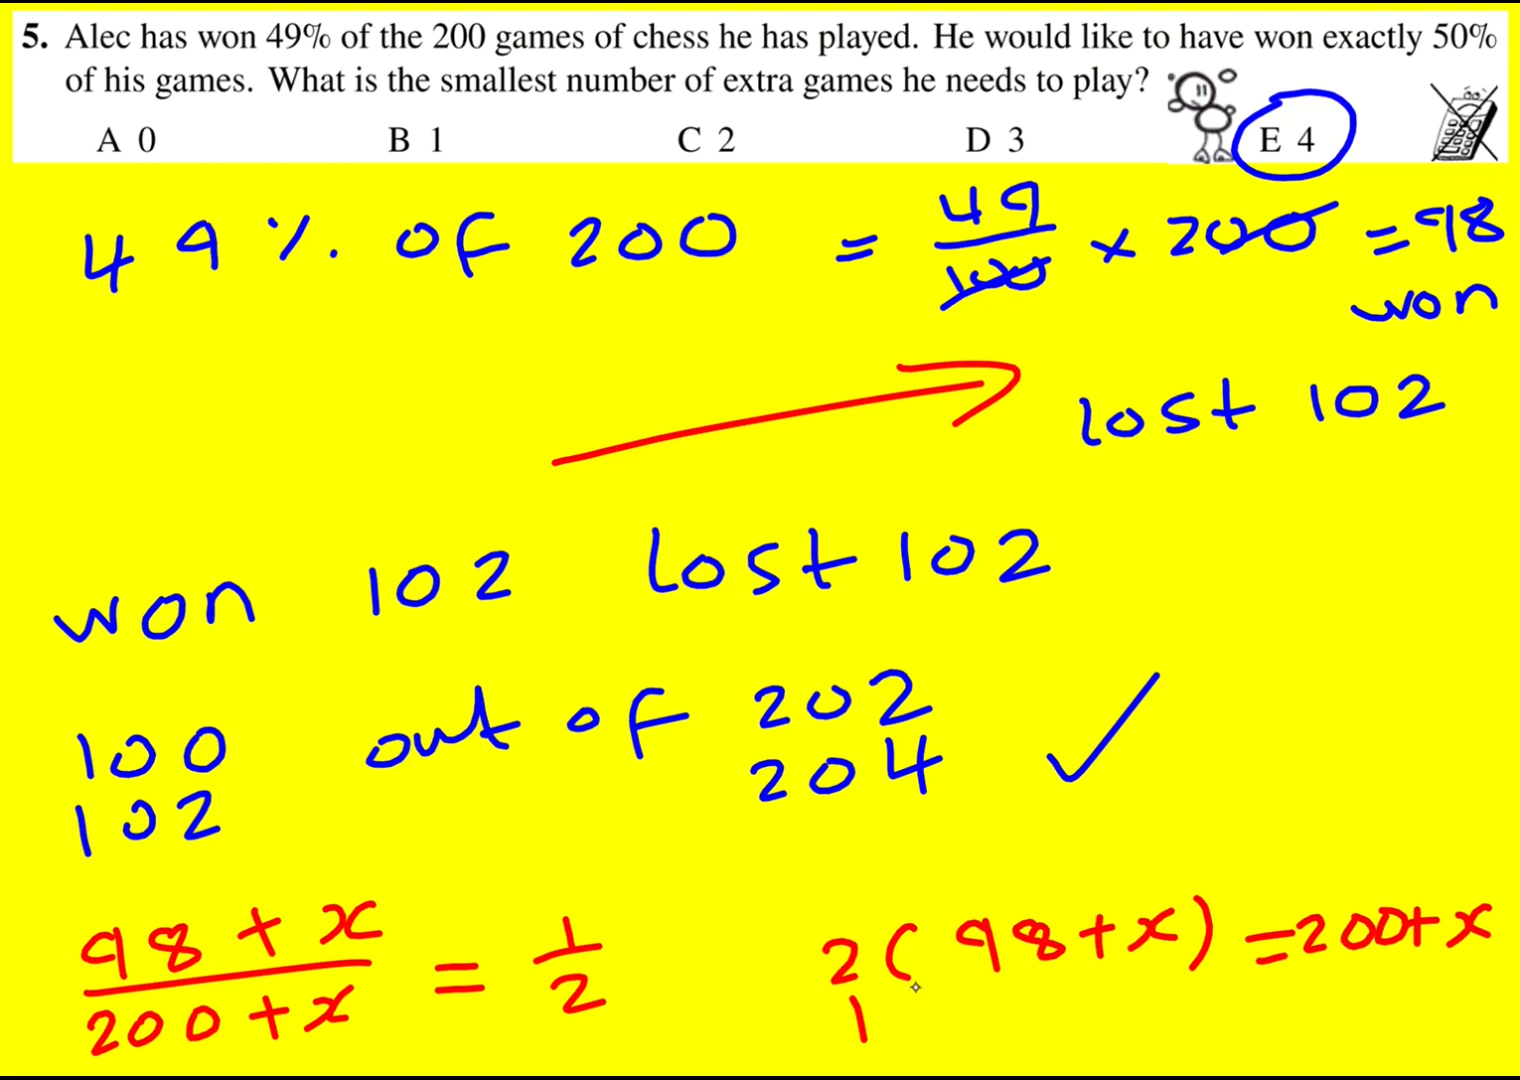 5. Alec has won 49% of the 200 games of chess he has played. He would like to have won exactly 50%
of his games. What is the smallest number of extra games he needs to play?
A 0 B 1 C 2 D 3 E 4
49% of 200 = 49/100 × 200 = 98
won
lost 102
won 102 lost 102
100 out of 202
102 204 ✓
98 + x / 200 + x = 1/2 2(98+x) = 200+x
1